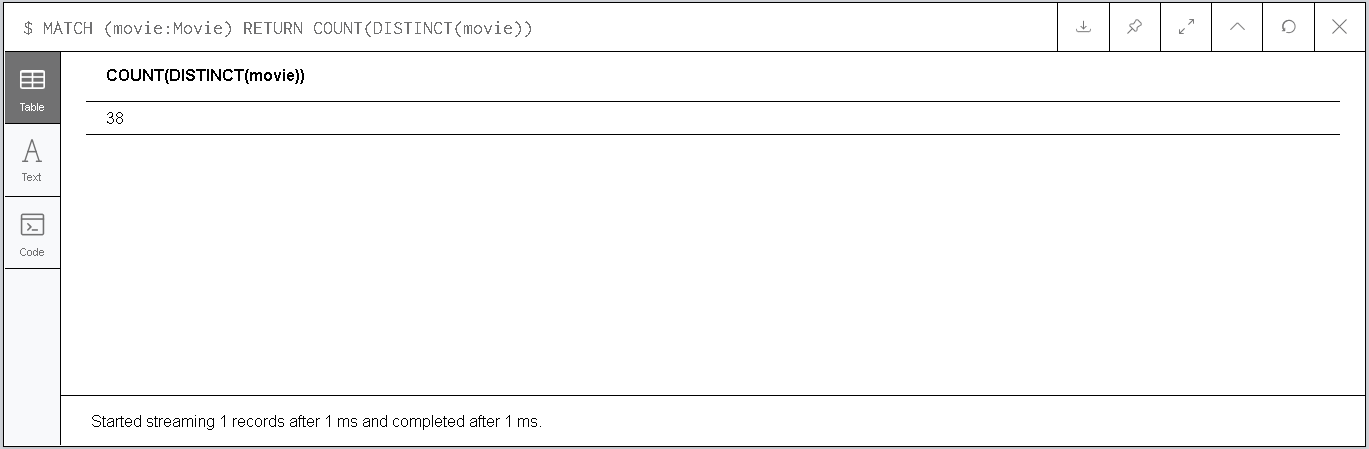 $ MATCH (movie:Movie) RETURN COUNT(DISTINCT(movie))
Table
COUNT(DISTINCT(movie))
38
Text
Code
Started streaming 1 records after 1 ms and completed after 1 ms.